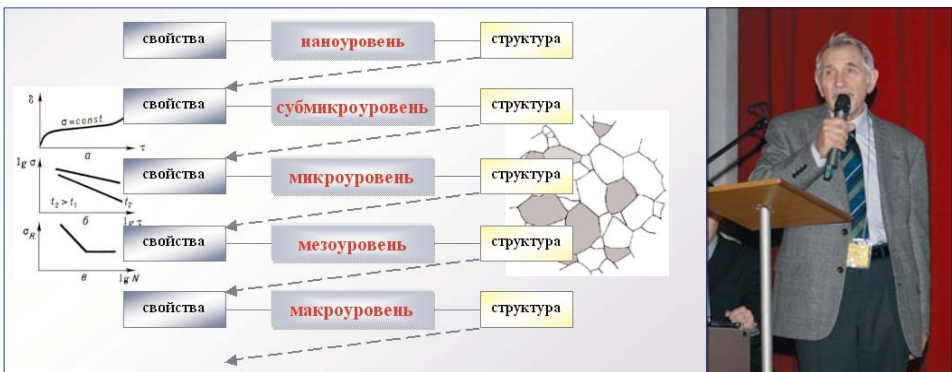 свойства наноуровень структура
свойства субмикроуровень структура
δ
σ=const
а τ
lg σ
свойства микроуровень структура
t₂>t₁ t₂
б lg τ
σR
свойства мезоуровень структура
в lg N
свойства макроуровень структура